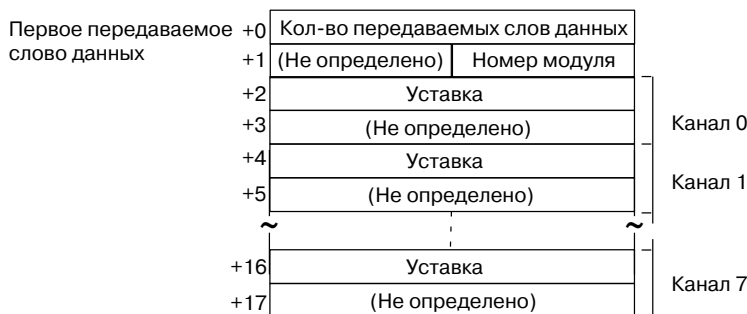 Первое передаваемое слово данных
+0 Кол-во передаваемых слов данных
+1 (Не определено) Номер модуля
+2 Уставка
+3 (Не определено)
Канал 0
+4 Уставка
+5 (Не определено)
Канал 1
~ ~
+16 Уставка
+17 (Не определено)
Канал 7